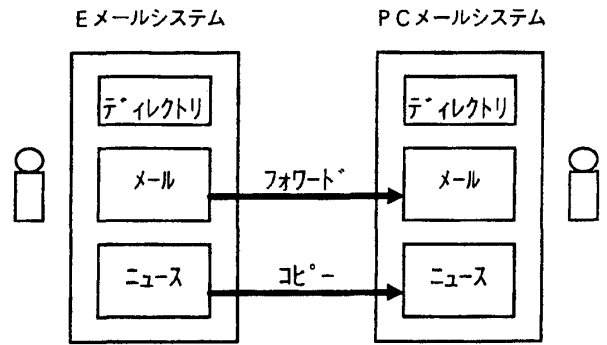 Eメールシステム
PCメールシステム
ディレクトリ
ディレクトリ
メール
フォワード
メール
ニュース
コピー
ニュース